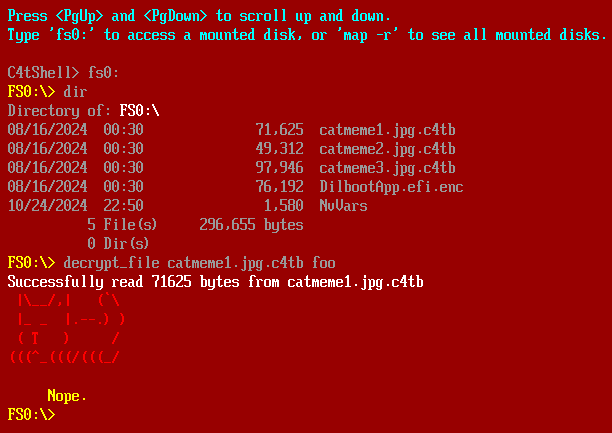 Press <PgUp> and <PgDown> to scroll up and down.
Type 'fs0:' to access a mounted disk, or 'map -r' to see all mounted disks.
C4tShell> fs0:
FS0:\> dir
Directory of: FS0:\
08/16/2024  00:30              71,625  catmeme1.jpg.c4tb
08/16/2024  00:30              49,312  catmeme2.jpg.c4tb
08/16/2024  00:30              97,946  catmeme3.jpg.c4tb
08/16/2024  00:30              76,192  DilbootApp.efi.enc
10/24/2024  22:50               1,580  NvVars
          5 File(s)     296,655 bytes
          0 Dir(s)
FS0:\> decrypt_file catmeme1.jpg.c4tb foo
Successfully read 71625 bytes from catmeme1.jpg.c4tb
 |\__/,|   (`\
 |_ _  |.--.) )
 ( T   )     /
(((^_(((/(((_/
     Nope.
FS0:\>